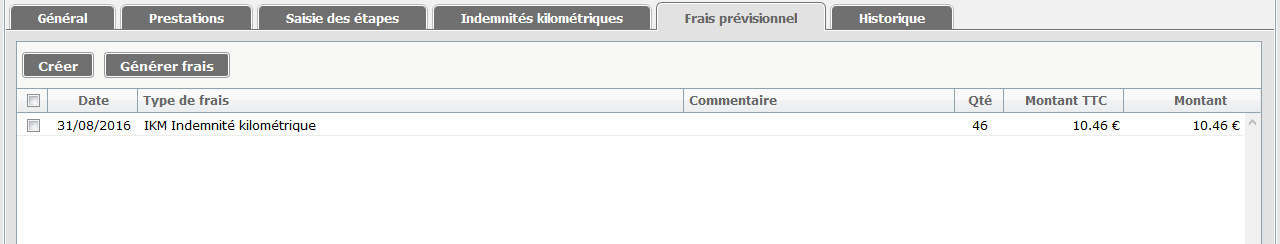 Général Prestations Saisie des étapes Indemnités kilométriques Frais prévisionnel Historique
Créer Générer frais
Date Type de frais Commentaire Qté Montant TTC Montant
31/08/2016 IKM Indemnité kilométrique 46 10.46 € 10.46 €